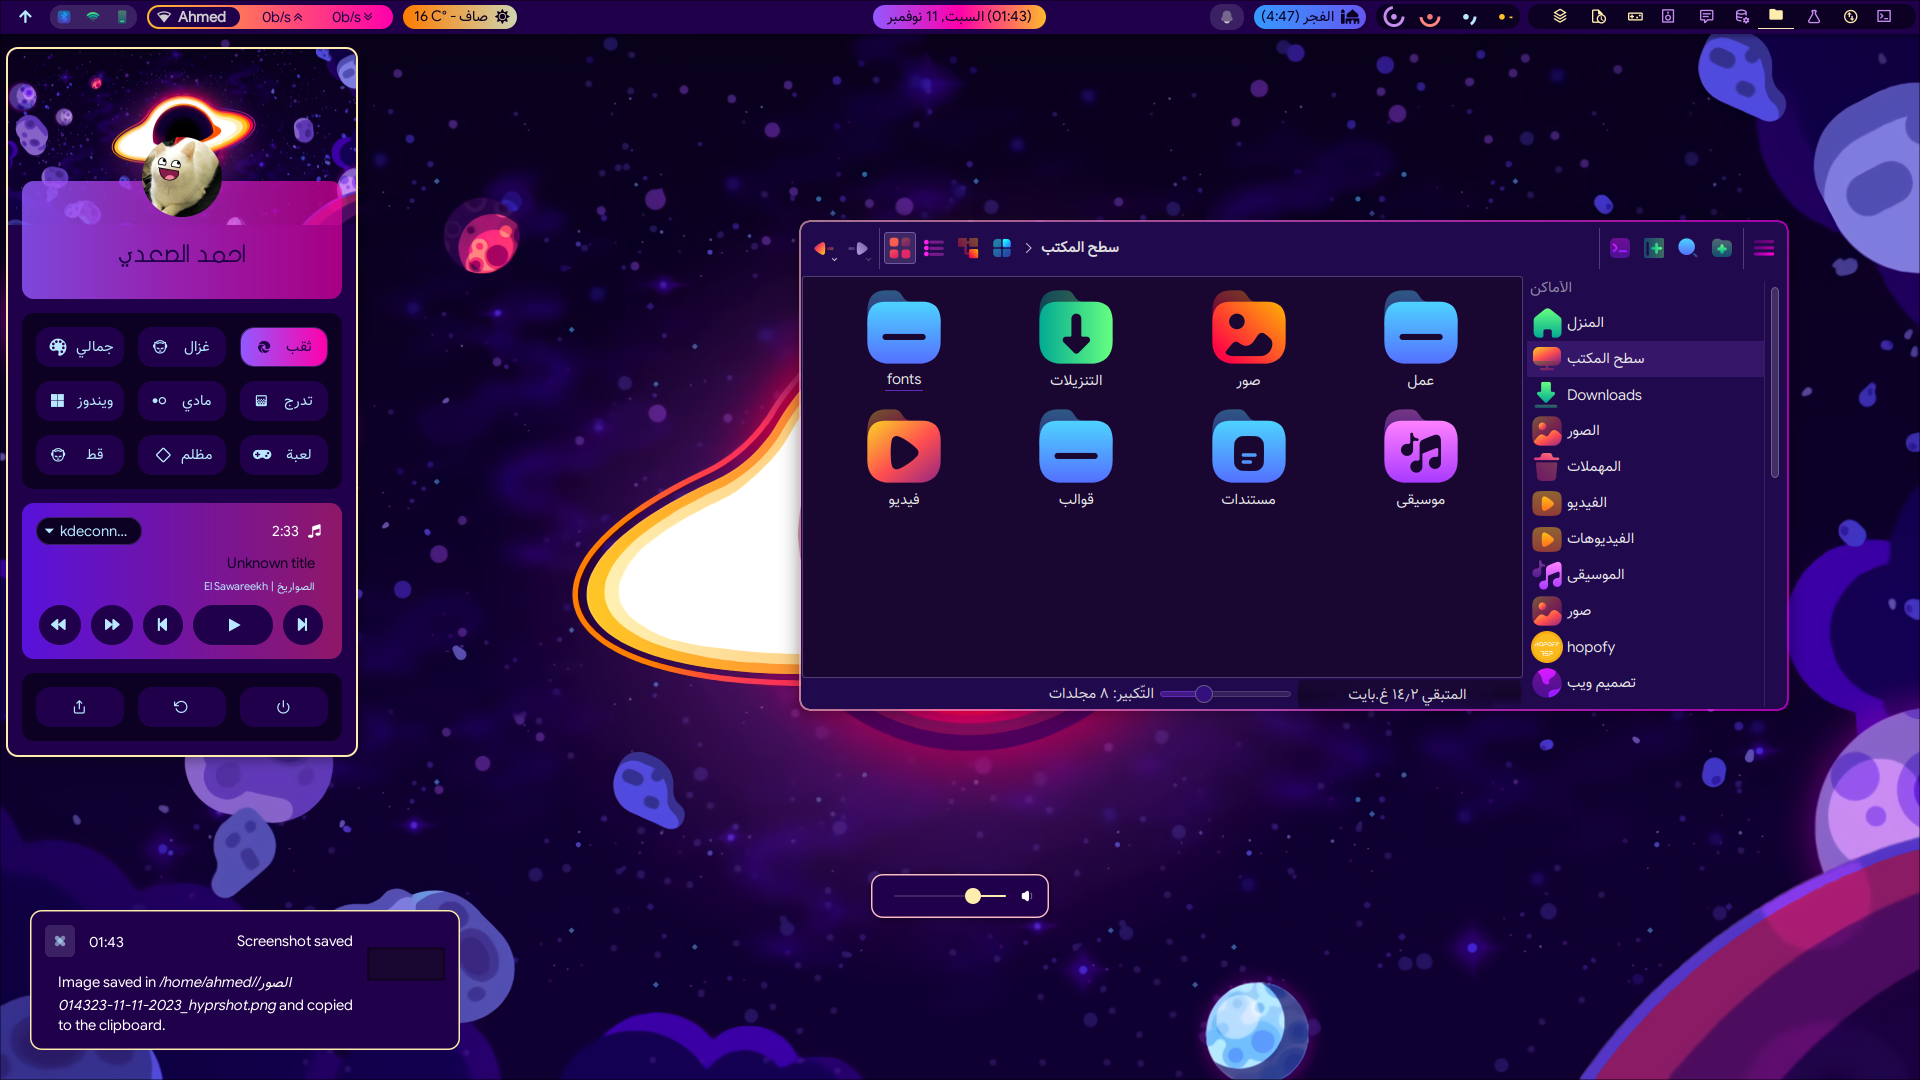 Ahmed
0b/s
0b/s
16 C° - صاف
(01:43) السبت, 11 نوفمبر
الفجر (4:47)
احمد الصعدي
ثقب
غزال
جمالي
تدرج
مادي
ويندوز
لعبة
مظلم
قط
kdeconn...
2:33
Unknown title
El Sawareekh | الصواريخ
سطح المكتب
fonts
التنزيلات
صور
عمل
فيديو
قوالب
مستندات
موسيقى
التّكبير: ٨ مجلدات
المتبقي ١٤٫٢ غ.بايت
الأماكن
المنزل
سطح المكتب
Downloads
الصور
المهملات
الفيديو
الفيديوهات
الموسيقى
صور
hopofy
تصميم ويب
01:43
Screenshot saved
Image saved in /home/ahmed//الصور
014323-11-11-2023_hyprshot.png and copied
to the clipboard.